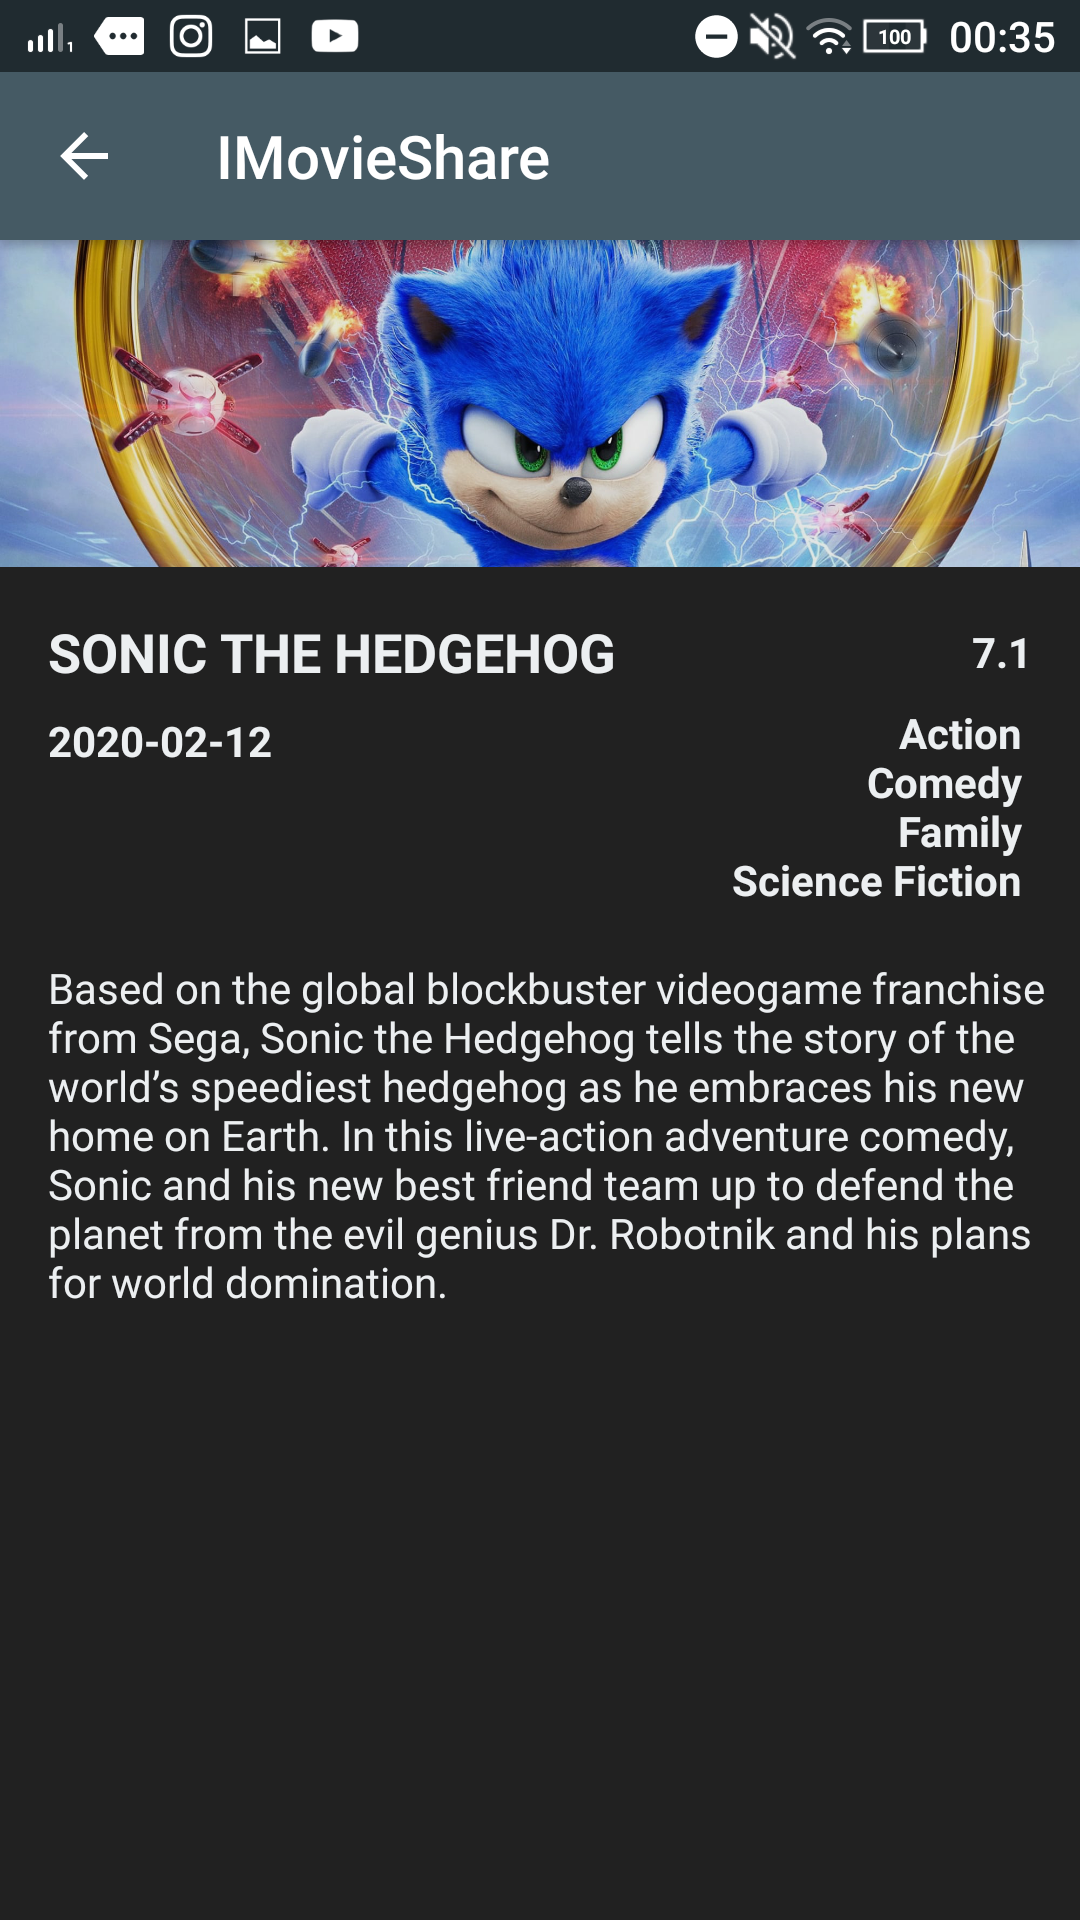 1 100 00:35
IMovieShare
SONIC THE HEDGEHOG 7.1
2020-02-12
Action
Comedy
Family
Science Fiction
Based on the global blockbuster videogame franchise
from Sega, Sonic the Hedgehog tells the story of the
world’s speediest hedgehog as he embraces his new
home on Earth. In this live-action adventure comedy,
Sonic and his new best friend team up to defend the
planet from the evil genius Dr. Robotnik and his plans
for world domination.